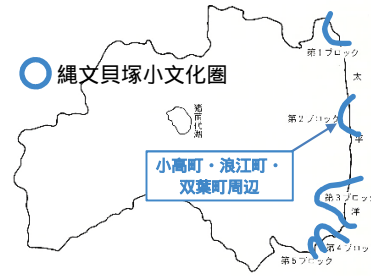 縄文貝塚小文化圏
第1ブロック
太
猪苗代湖
第2ブロック
平
小高町・浪江町・
双葉町周辺
第3ブロック
洋
第4ブロック
第5ブロック